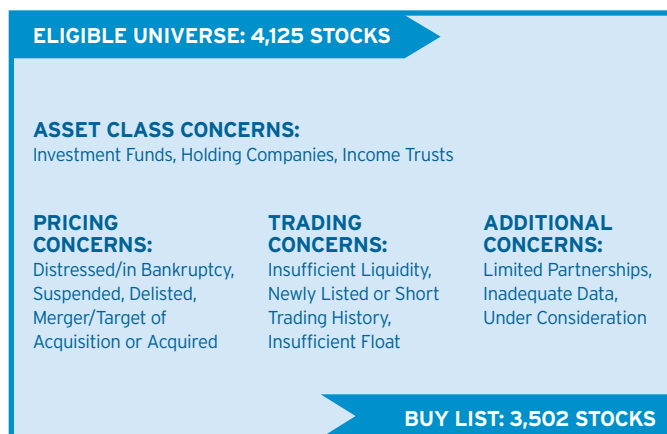 ELIGIBLE UNIVERSE: 4,125 STOCKS
ASSET CLASS CONCERNS:
Investment Funds, Holding Companies, Income Trusts
PRICING
CONCERNS:
Distressed/in Bankruptcy,
Suspended, Delisted,
Merger/Target of
Acquisition or Acquired
TRADING
CONCERNS:
Insufficient Liquidity,
Newly Listed or Short
Trading History,
Insufficient Float
ADDITIONAL
CONCERNS:
Limited Partnerships,
Inadequate Data,
Under Consideration
BUY LIST: 3,502 STOCKS